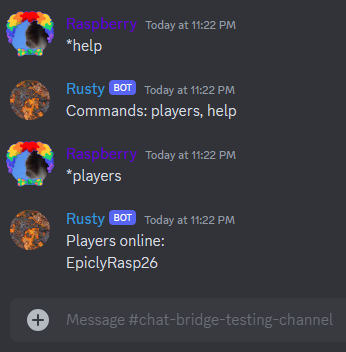 Raspberry Today at 11:22 PM
*help
Rusty BOT Today at 11:22 PM
Commands: players, help
Raspberry Today at 11:22 PM
*players
Rusty BOT Today at 11:22 PM
Players online:
EpiclyRasp26
Message #chat-bridge-testing-channel